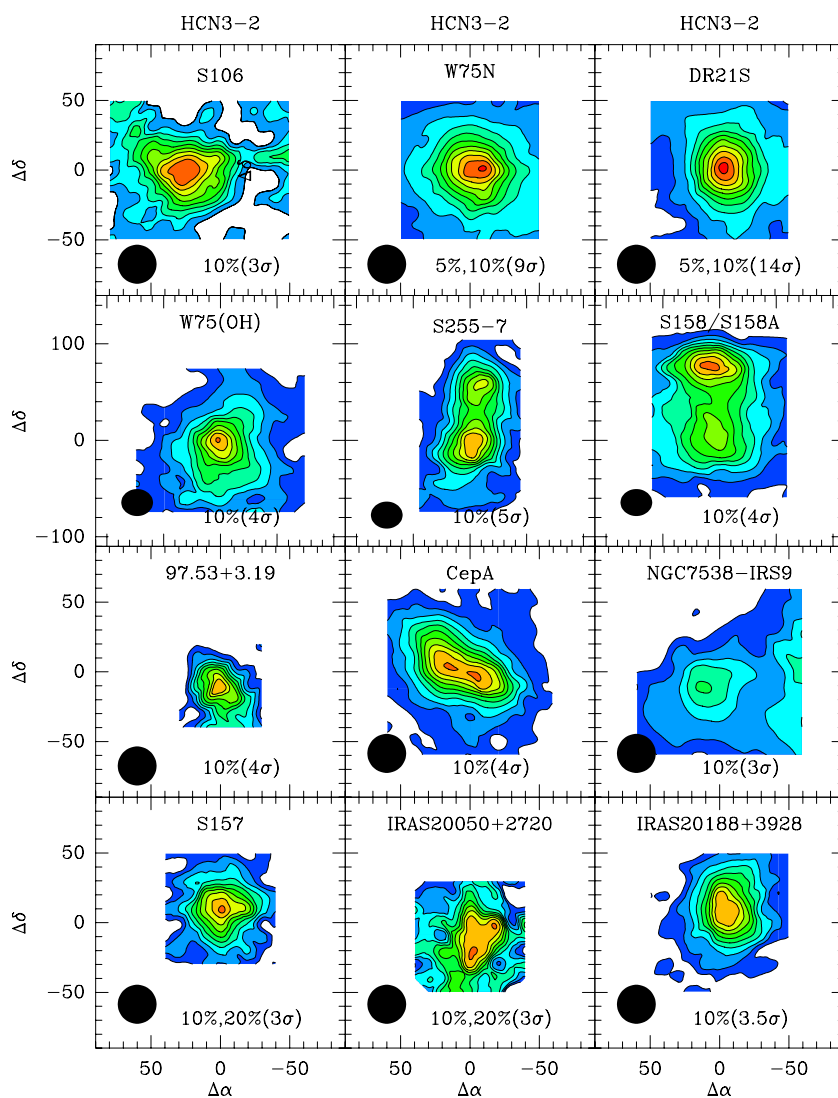 HCN3-2 HCN3-2 HCN3-2
S106 W75N DR21S
50
Δδ 0
-50
10%(3σ) 5%,10%(9σ) 5%,10%(14σ)
W75(OH) S255-7 S158/S158A
100
Δδ 0
-100
10%(4σ) 10%(5σ) 10%(4σ)
97.53+3.19 CepA NGC7538-IRS9
50
Δδ 0
-50
10%(4σ) 10%(4σ) 10%(3σ)
S157 IRAS20050+2720 IRAS20188+3928
50
Δδ 0
-50
10%,20%(3σ) 10%,20%(3σ) 10%(3.5σ)
50 0 -50 50 0 -50 50 0 -50
Δα Δα Δα